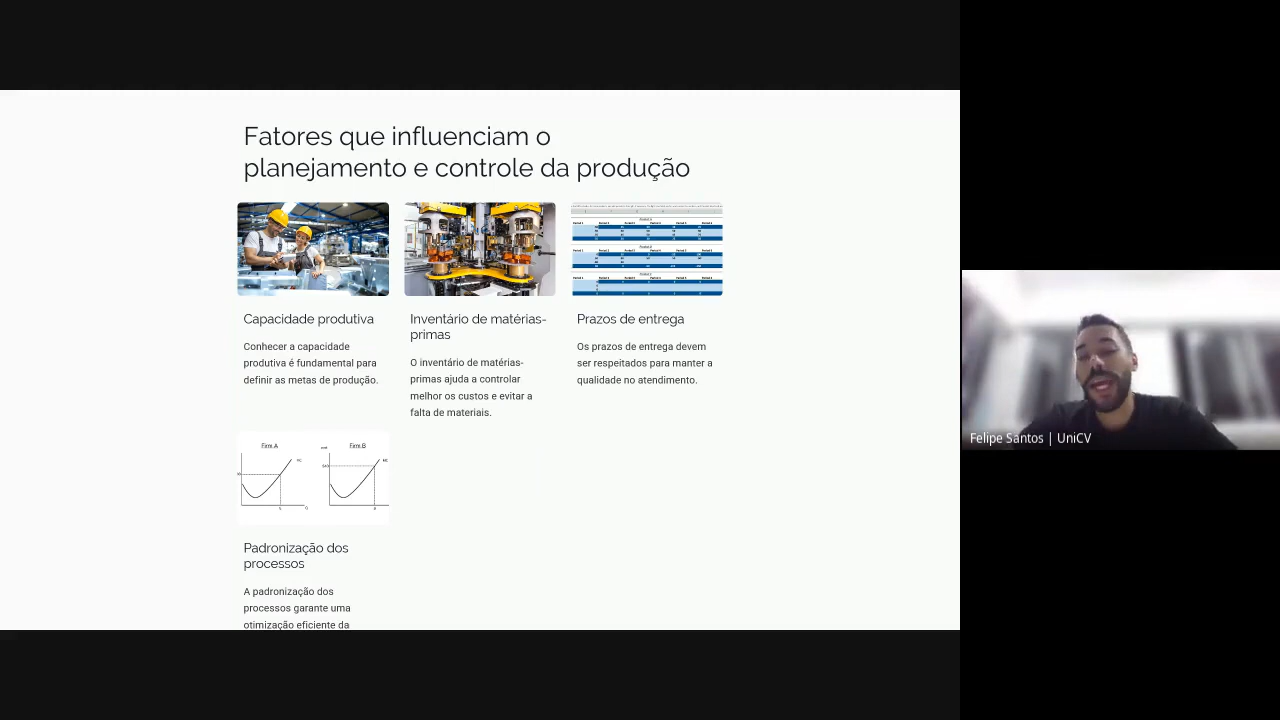 Fatores que influenciam o
planejamento e controle da produção
Capacidade produtiva
Conhecer a capacidade
produtiva é fundamental para
definir as metas de produção.
Inventário de matérias-
primas
O inventário de matérias-
primas ajuda a controlar
melhor os custos e evitar a
falta de materiais.
Prazos de entrega
Os prazos de entrega devem
ser respeitados para manter a
qualidade no atendimento.
Firm A
Firm B
Padronização dos
processos
A padronização dos
processos garante uma
otimização eficiente da
Felipe Santos | UniCV